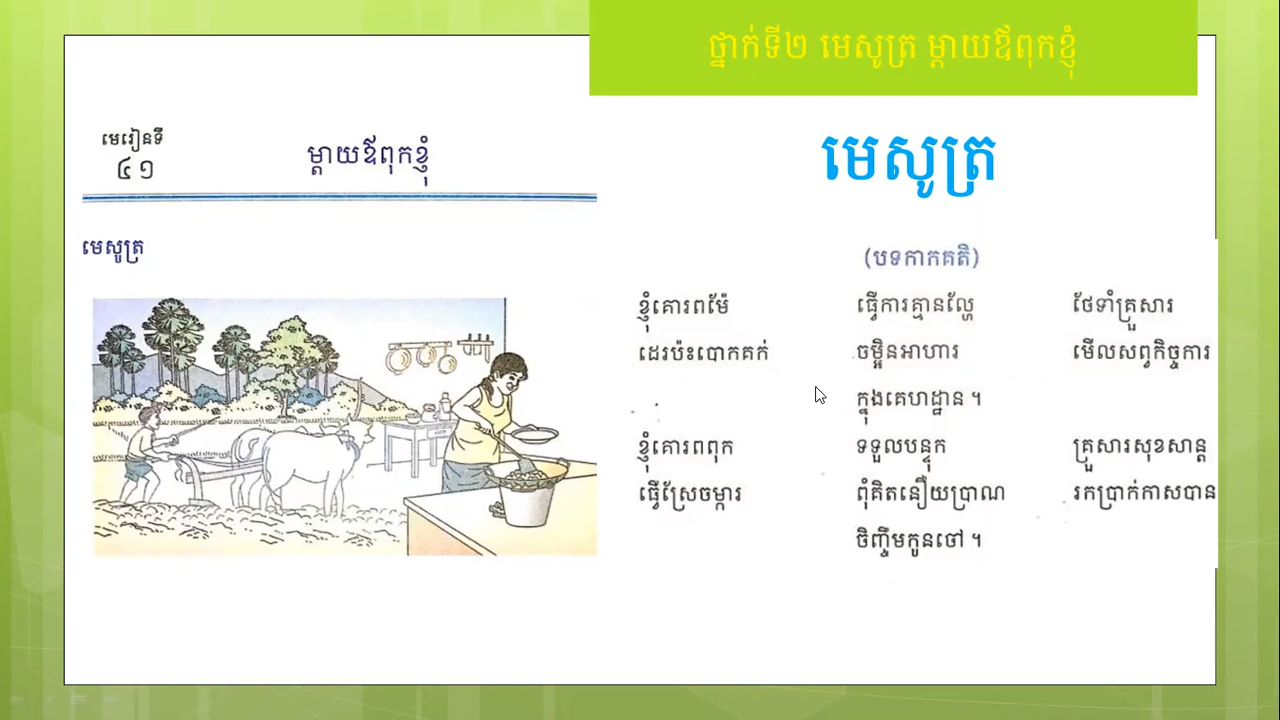 ថ្នាក់ទី២ មេសូត្រ ម្ដាយឪពុកខ្ញុំ
មេរៀនទី
៤១
ម្ដាយឪពុកខ្ញុំ
មេសូត្រ
មេសូត្រ
(បទកាកគតិ)
ខ្ញុំគោរពម៉ែ ធ្វើការគ្មានល្ហែ ថែទាំគ្រួសារ
ដេរប៉ះបោកគក់ ចម្អិនអាហារ មើលសព្វកិច្ចការ
ក្នុងគេហដ្ឋាន ។
ខ្ញុំគោរពពុក ទទួលបន្ទុក គ្រួសារសុខសាន្ត
ធ្វើស្រែចម្ការ ពុំគិតនឿយប្រាណ រកប្រាក់កាសបាន
ចិញ្ចឹមកូនចៅ ។